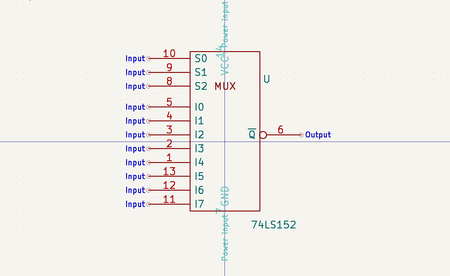 Power input
14
VCC
Input 10 S0
Input 9 S1
Input 8 S2 MUX
U
Input 5 I0
Input 4 I1
Input 3 I2
Q 6 Output
Input 2 I3
Input 1 I4
Input 13 I5
Input 12 I6
Input 11 I7
GND
7
Power input
74LS152